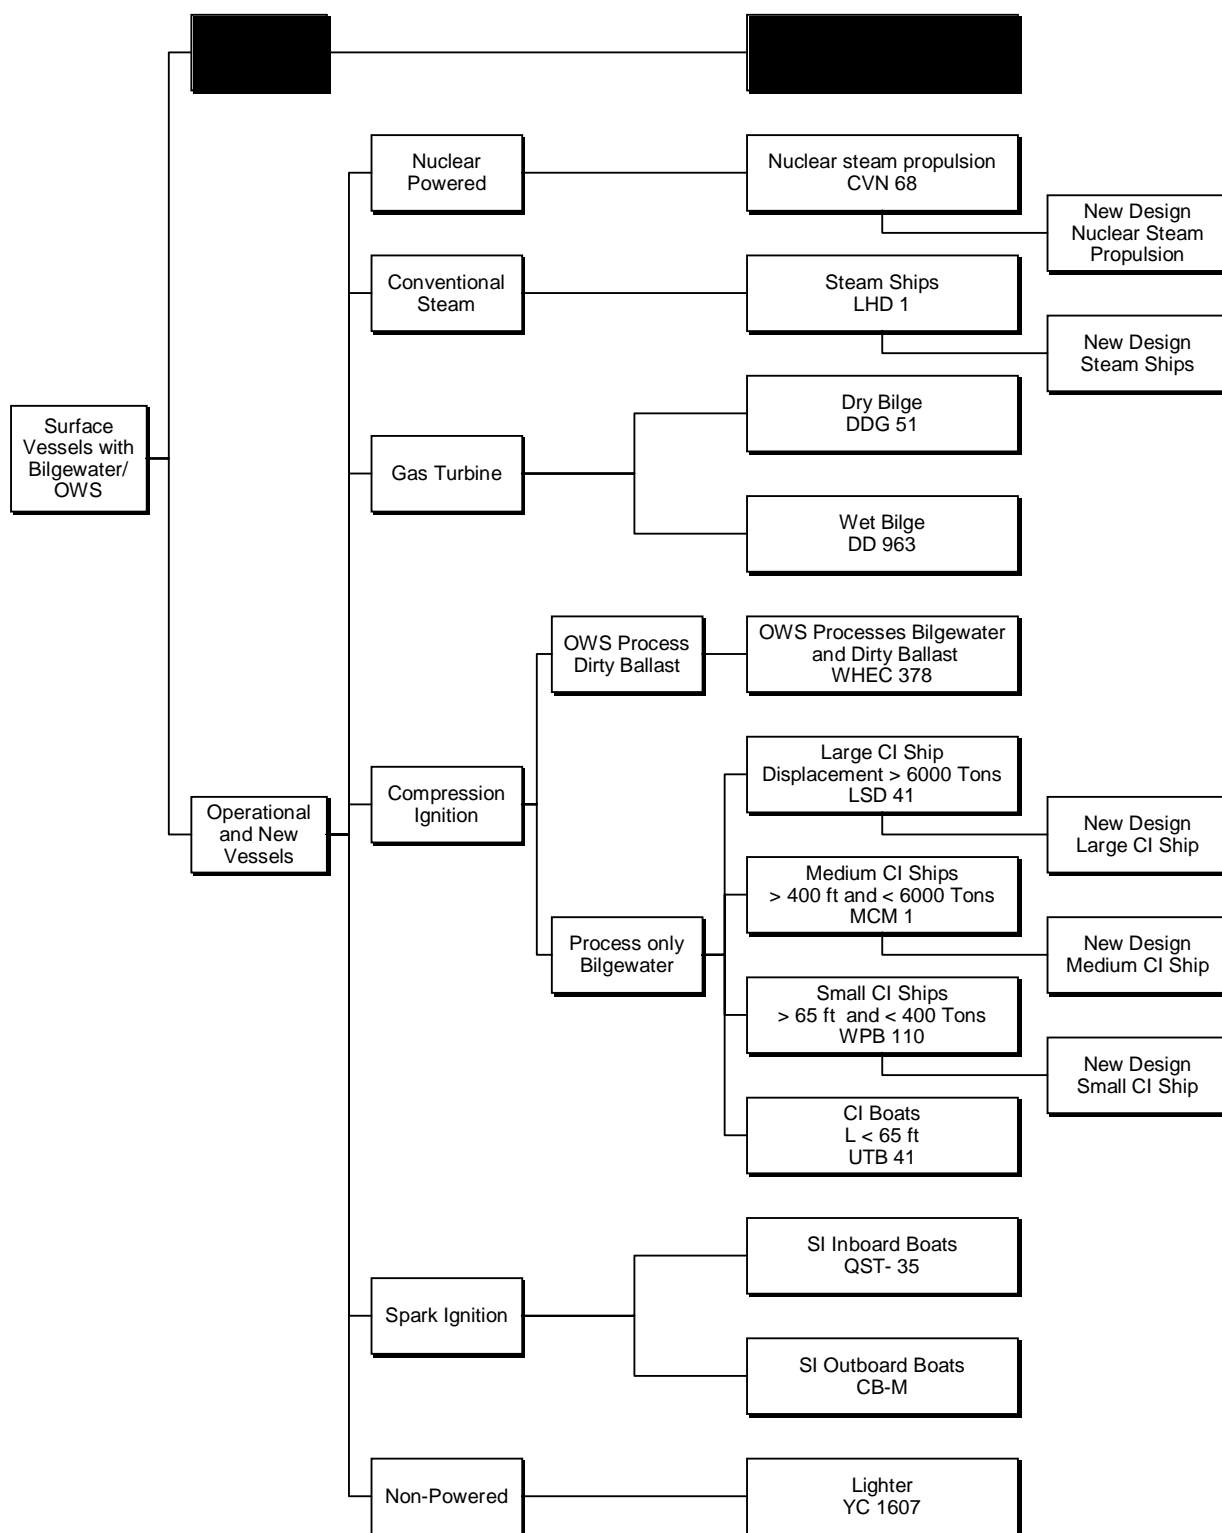 Nuclear
Powered
Nuclear steam propulsion
CVN 68
New Design
Nuclear Steam
Propulsion
Conventional
Steam
Steam Ships
LHD 1
New Design
Steam Ships
Surface
Vessels with
Bilgewater/
OWS
Gas Turbine
Dry Bilge
DDG 51
Wet Bilge
DD 963
OWS Process
Dirty Ballast
OWS Processes Bilgewater
and Dirty Ballast
WHEC 378
Operational
and New
Vessels
Compression
Ignition
Large CI Ship
Displacement > 6000 Tons
LSD 41
New Design
Large CI Ship
Process only
Bilgewater
Medium CI Ships
> 400 ft and < 6000 Tons
MCM 1
New Design
Medium CI Ship
Small CI Ships
> 65 ft  and < 400 Tons
WPB 110
New Design
Small CI Ship
CI Boats
L < 65 ft
UTB 41
Spark Ignition
SI Inboard Boats
QST- 35
SI Outboard Boats
CB-M
Non-Powered
Lighter
YC 1607